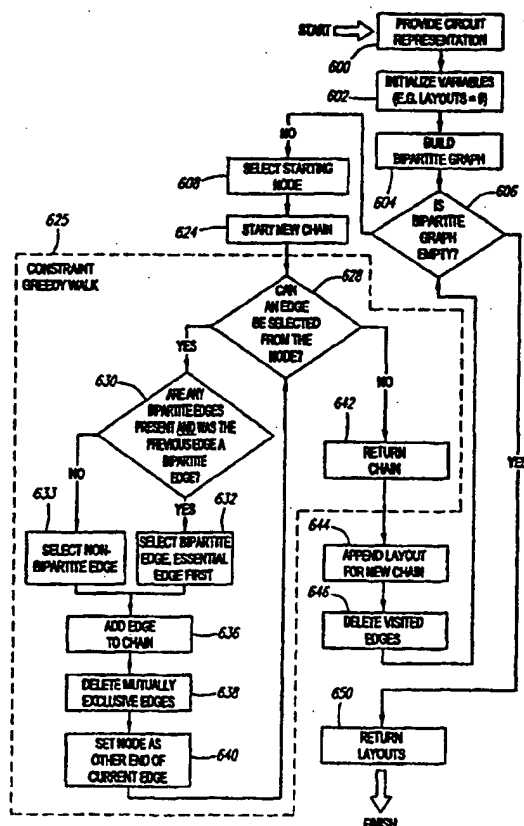 START
PROVIDE CIRCUIT
REPRESENTATION
600
INITIALIZE VARIABLES
(E.G. LAYOUTS = 0)
602
BUILD
BIPARTITE GRAPH
604
606
IS
BIPARTITE
GRAPH
EMPTY?
NO
YES
SELECT STARTING
NODE
608
START NEW CHAIN
624
625
CONSTRAINT
GREEDY WALK
628
CAN
AN EDGE
BE SELECTED
FROM THE
NODE?
YES
NO
630
ARE ANY
BIPARTITE EDGES
PRESENT AND WAS THE
PREVIOUS EDGE A
BIPARTITE
EDGE?
NO
YES
633
SELECT NON-
BIPARTITE EDGE
632
SELECT BIPARTITE
EDGE, ESSENTIAL
EDGE FIRST
ADD EDGE
TO CHAIN
636
DELETE MUTUALLY
EXCLUSIVE EDGES
638
SET NODE AS
OTHER END OF
CURRENT EDGE
640
642
RETURN
CHAIN
644
APPEND LAYOUT
FOR NEW CHAIN
646
DELETE VISITED
EDGES
650
RETURN
LAYOUTS
FINISH